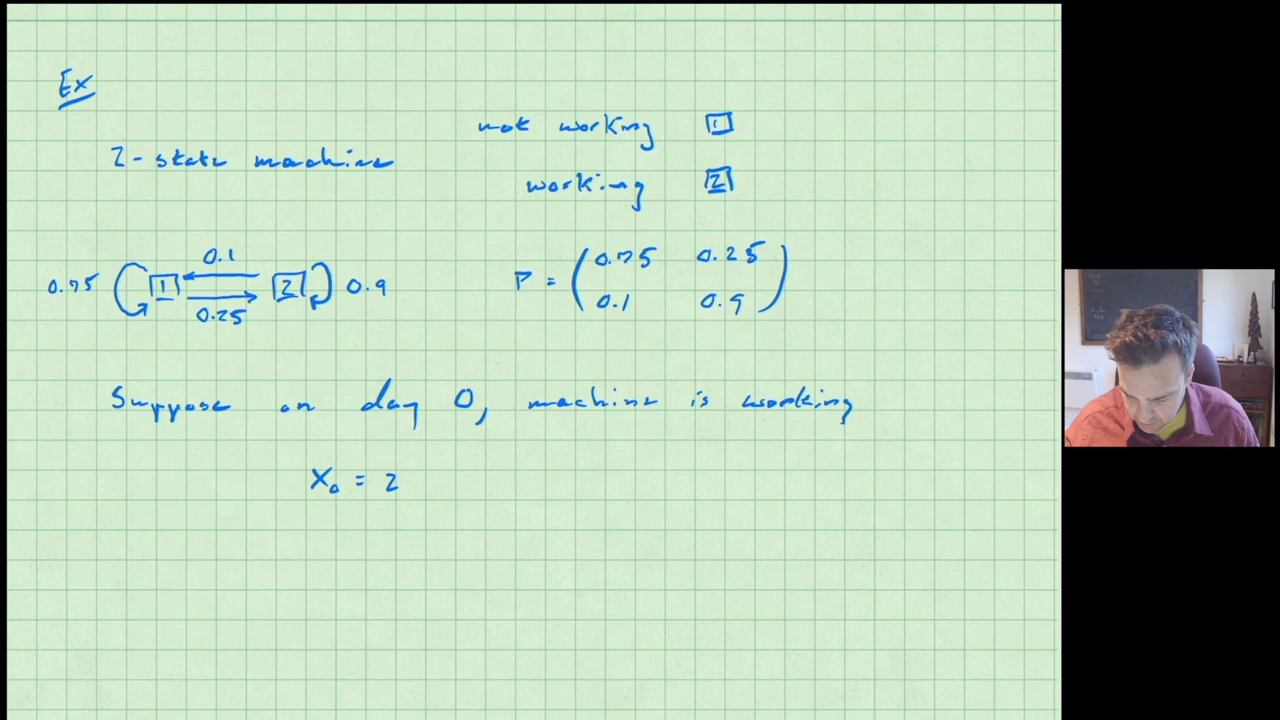 Ex
2-state machine
not working 1
working 2
0.75 1 0.1 0.25 2 0.9
P = ( 0.75 0.25
0.1 0.9 )
Suppose on day 0, machine is working
X₀ = 2